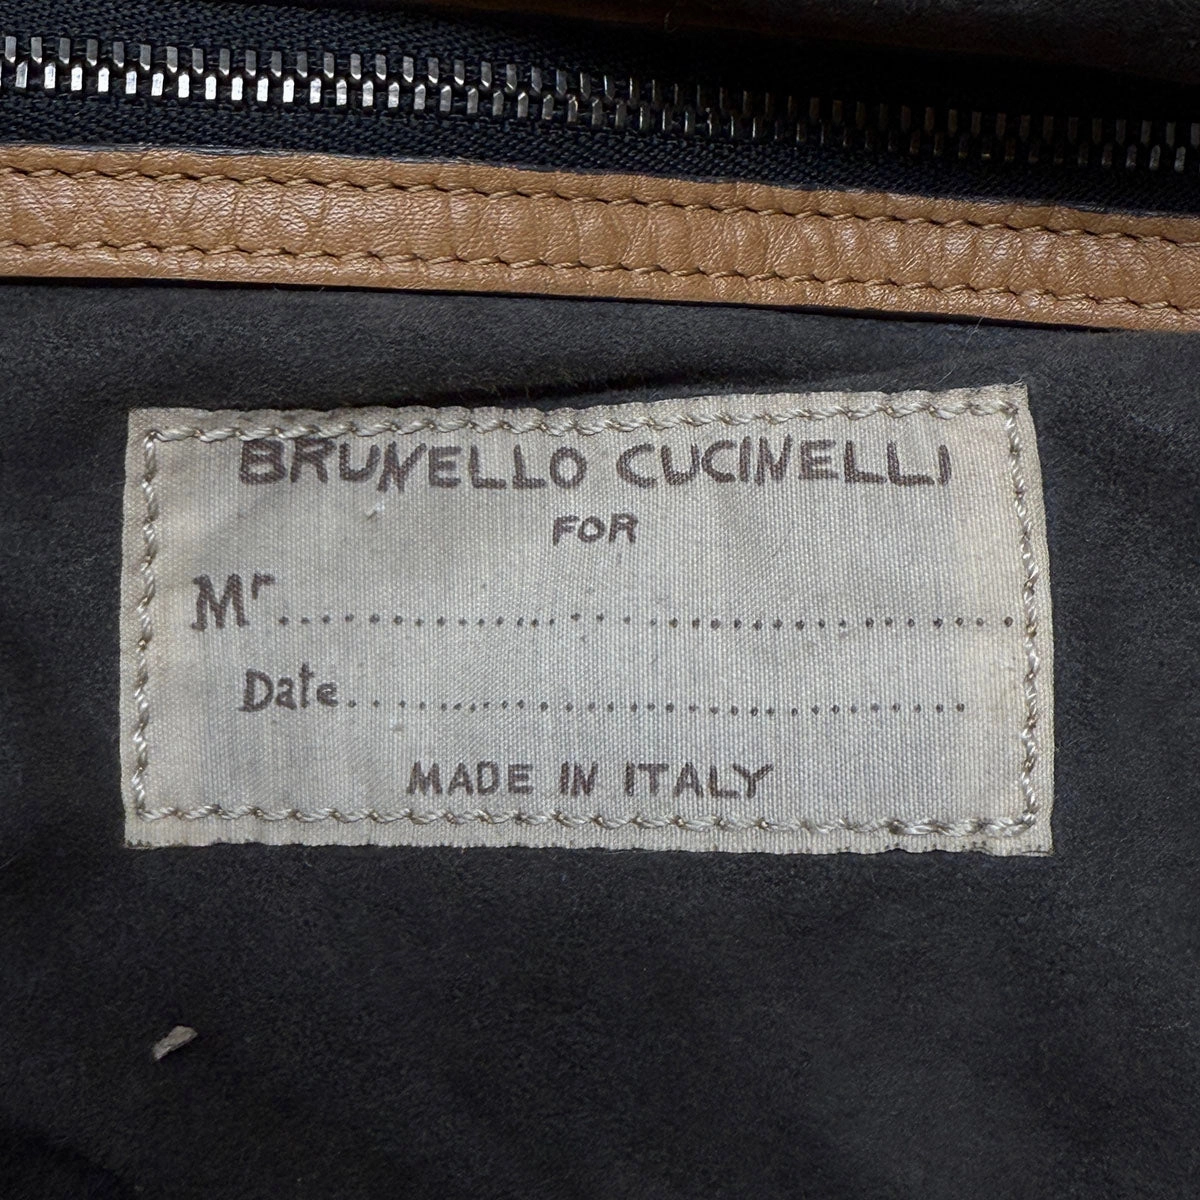 BRUNELLO CUCINELLI
FOR
Mr..............................
Date..............................
MADE IN ITALY